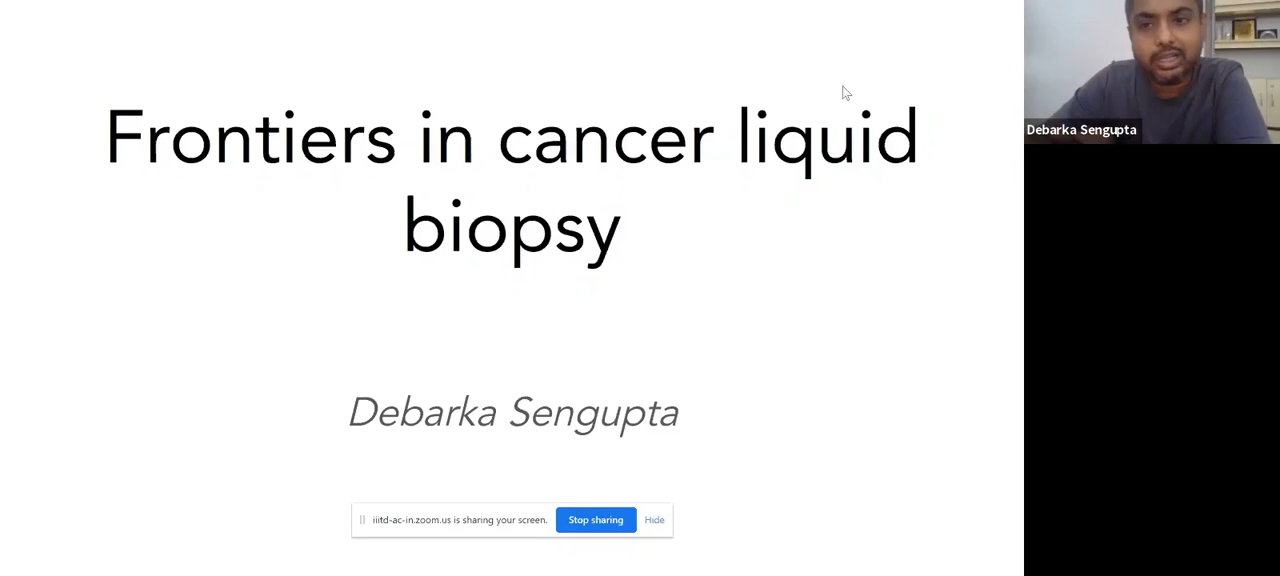 Frontiers in cancer liquid
biopsy
Debarka Sengupta
iiitd-ac-in.zoom.us is sharing your screen.
Stop sharing
Hide
Debarka Sengupta